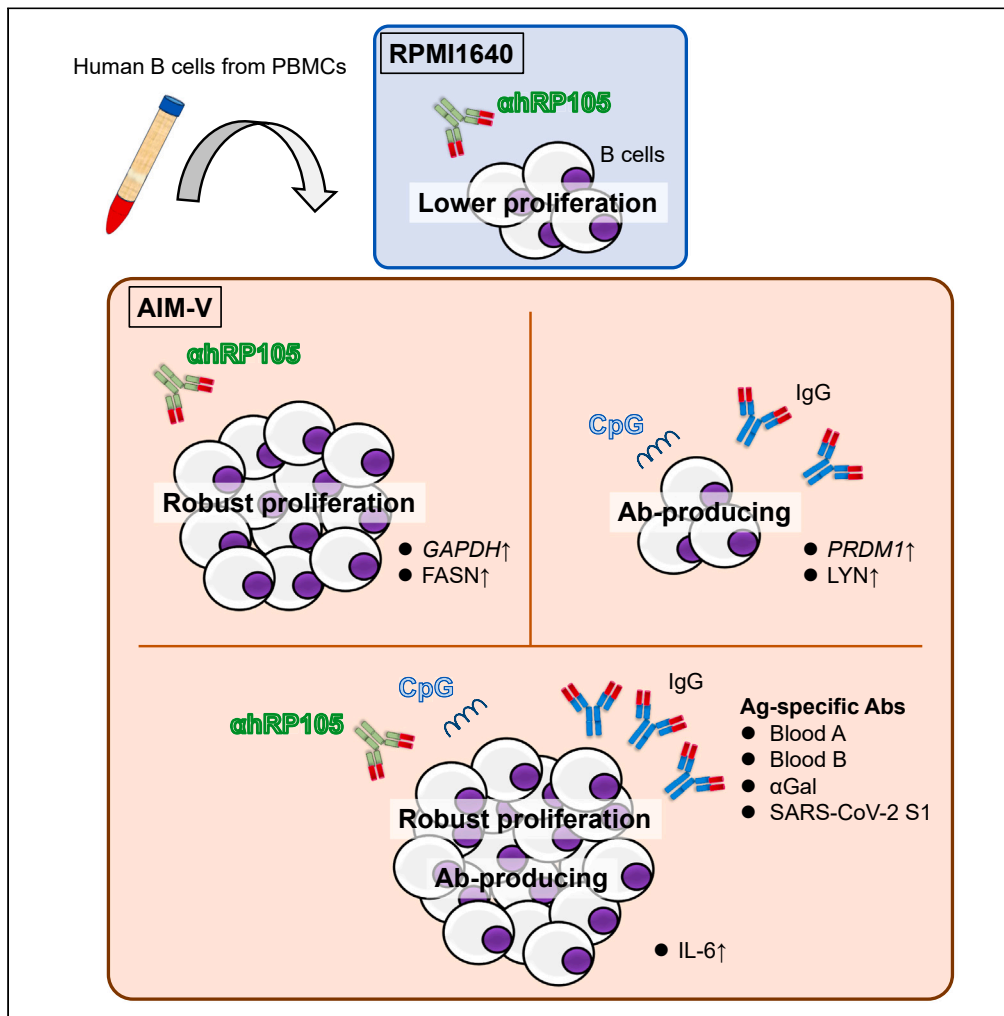 Human B cells from PBMCs
RPMI1640
αhRP105
B cells
Lower proliferation
AIM-V
αhRP105
Robust proliferation
● GAPDH↑
● FASN↑
CpG
IgG
Ab-producing
● PRDM1↑
● LYN↑
αhRP105
CpG
IgG
Robust proliferation
Ab-producing
● IL-6↑
Ag-specific Abs
● Blood A
● Blood B
● αGal
● SARS-CoV-2 S1